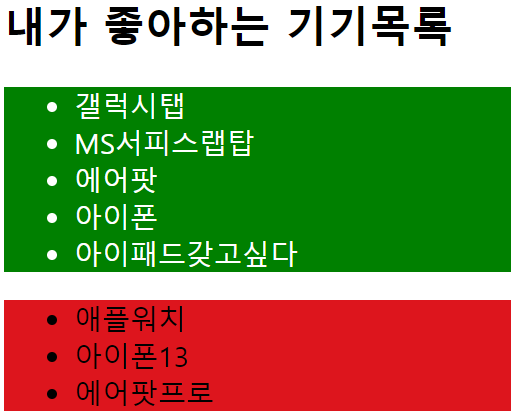 내가 좋아하는 기기목록
갤럭시탭
MS서피스랩탑
에어팟
아이폰
아이패드갖고싶다
애플워치
아이폰13
에어팟프로